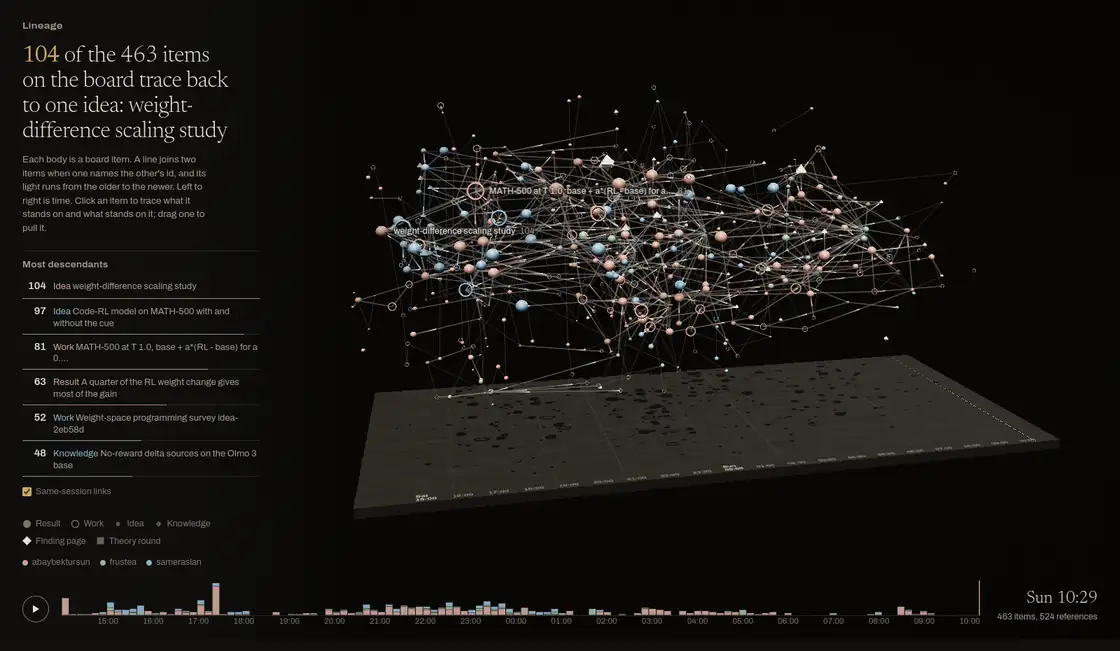 Lineage
104 of the 463 items
on the board trace back
to one idea: weight-
difference scaling study
Each body is a board item. A line joins two
items when one names the other's id, and its
light runs from the older to the newer. Left to
right is time. Click an item to trace what it
stands on and what stands on it; drag one to
pull it.
Most descendants
104 Idea weight-difference scaling study
97 Idea Code-RL model on MATH-500 with and
without the cue
81 Work MATH-500 at T 1.0, base + a*(RL - base) for a
0....
63 Result A quarter of the RL weight change gives
most of the gain
52 Work Weight-space programming survey idea-
2eb58d
48 Knowledge No-reward delta sources on the Olmo 3
base
Same-session links
Result Work Idea Knowledge
Finding page Theory round
abaybektursun frustea sameraslan
MATH-500 at T 1.0, base + a*(RL - base) for a
weight-difference scaling study 104
15:00 16:00 17:00 18:00 19:00 20:00 21:00 22:00 23:00 00:00 01:00 02:00 03:00 04:00 05:00 06:00 07:00 08:00 09:00 10:00
Sun 10:29
463 items, 524 references